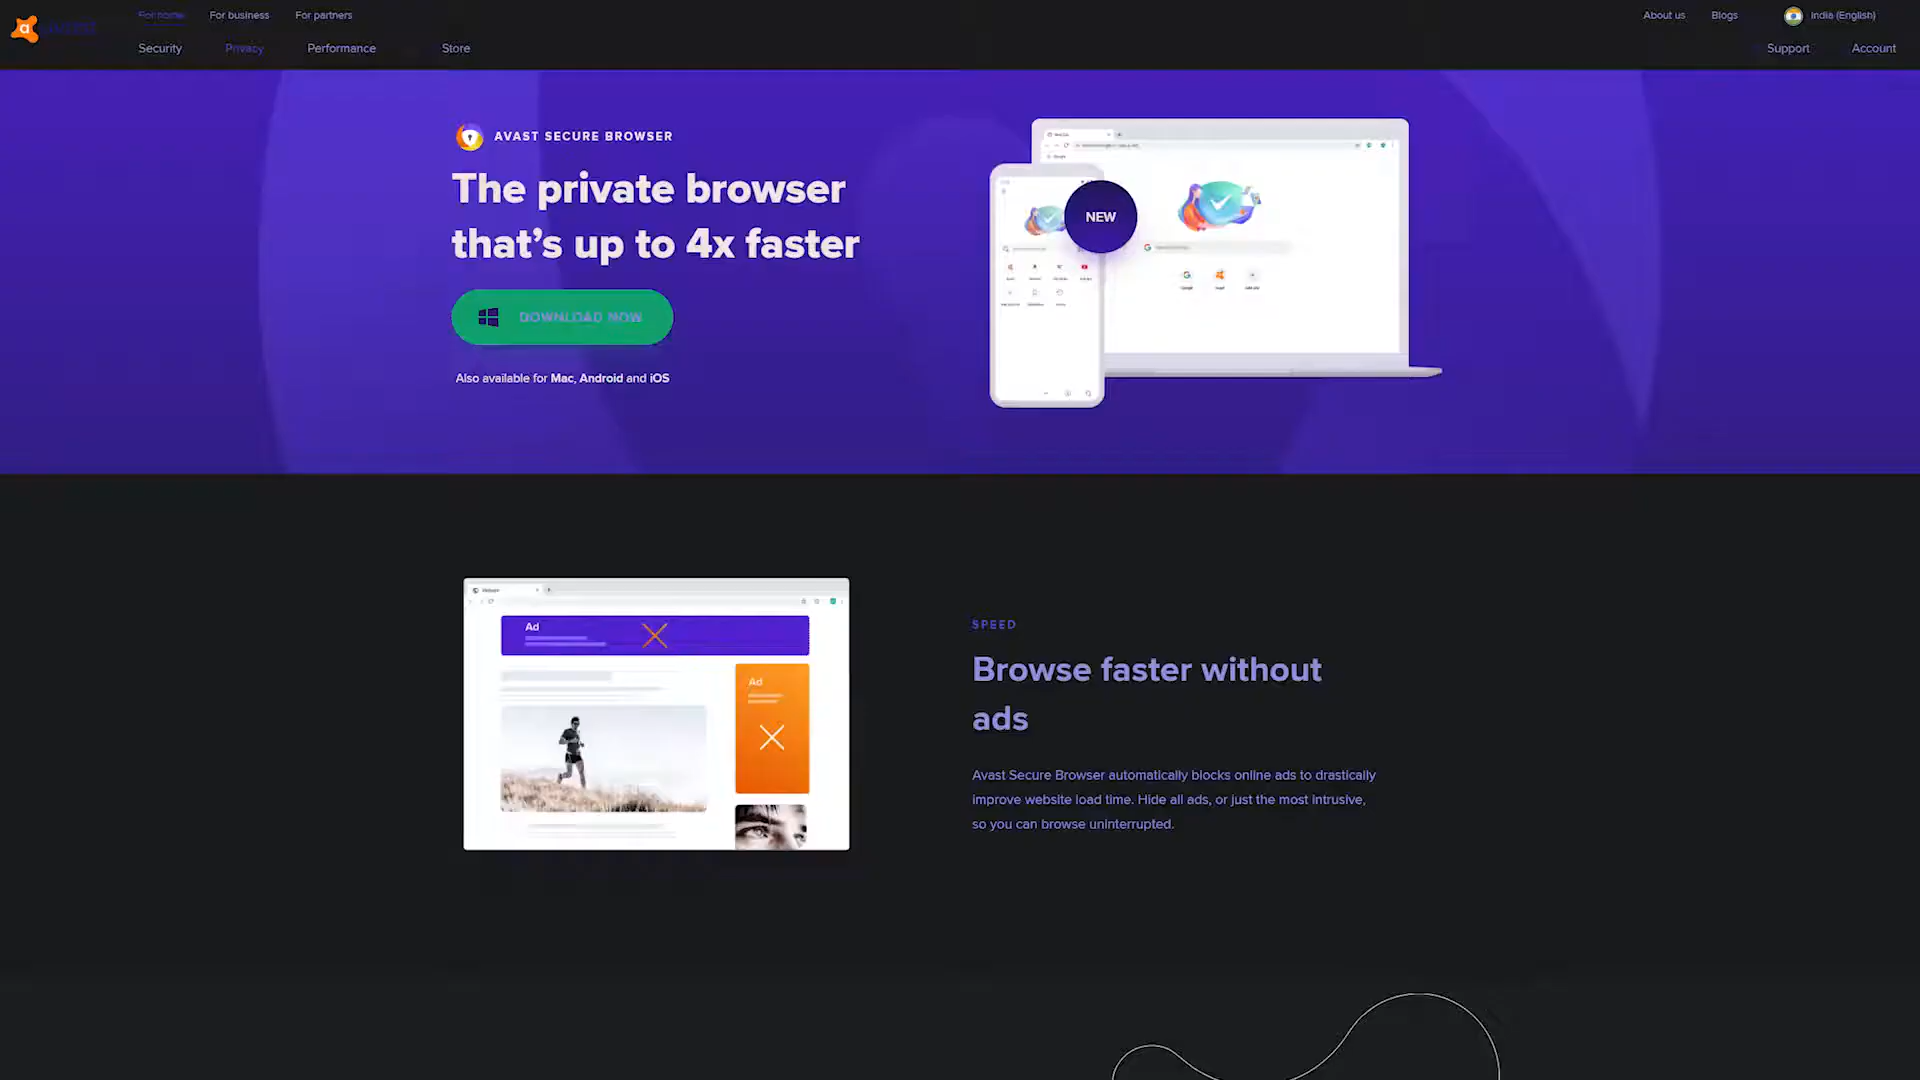 For home
For business
For partners
About us
Blogs
India (English)
Security
Privacy
Performance
Store
Support
Account
AVAST SECURE BROWSER
The private browser
that’s up to 4x faster
DOWNLOAD NOW
Also available for Mac, Android and iOS
NEW
Ad
Ad
SPEED
Browse faster without
ads
Avast Secure Browser automatically blocks online ads to drastically
improve website load time. Hide all ads, or just the most intrusive,
so you can browse uninterrupted.